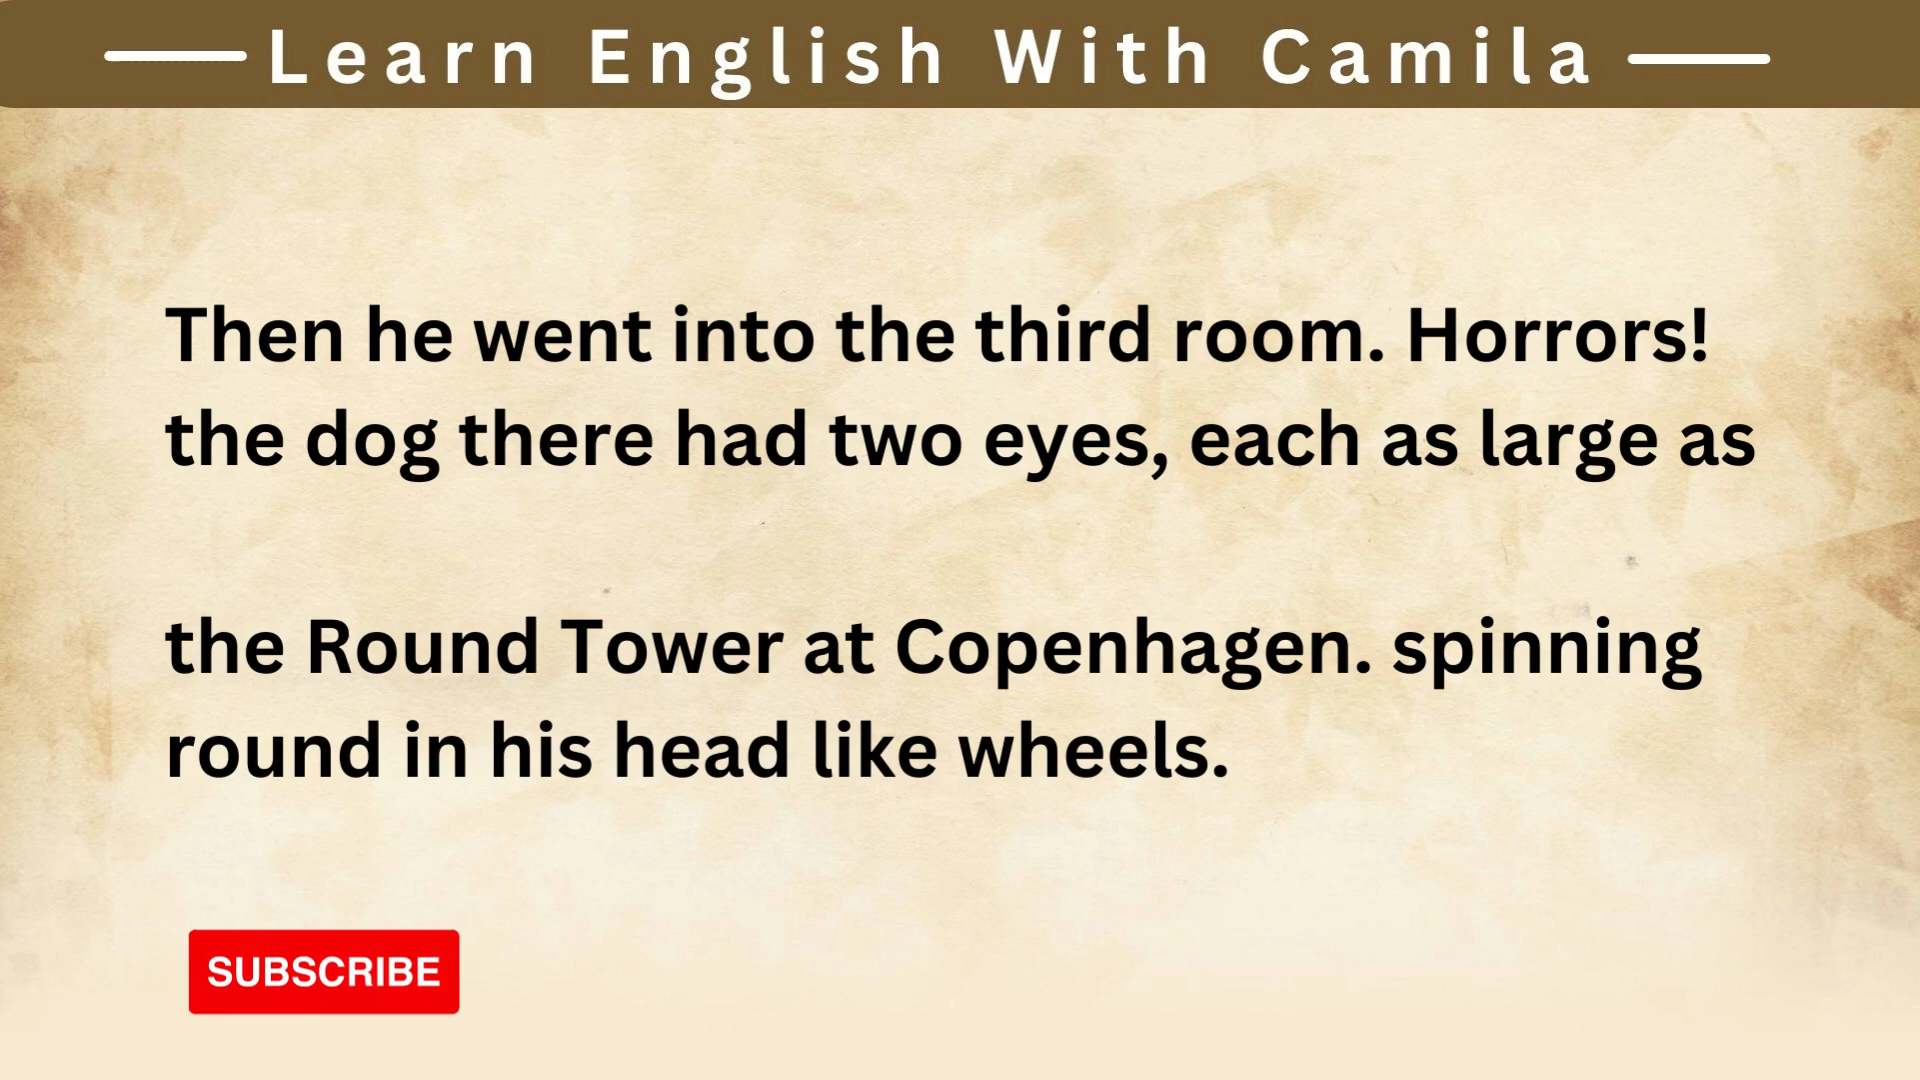 Learn English With Camila
Then he went into the third room. Horrors!
the dog there had two eyes, each as large as
the Round Tower at Copenhagen. spinning
round in his head like wheels.
SUBSCRIBE